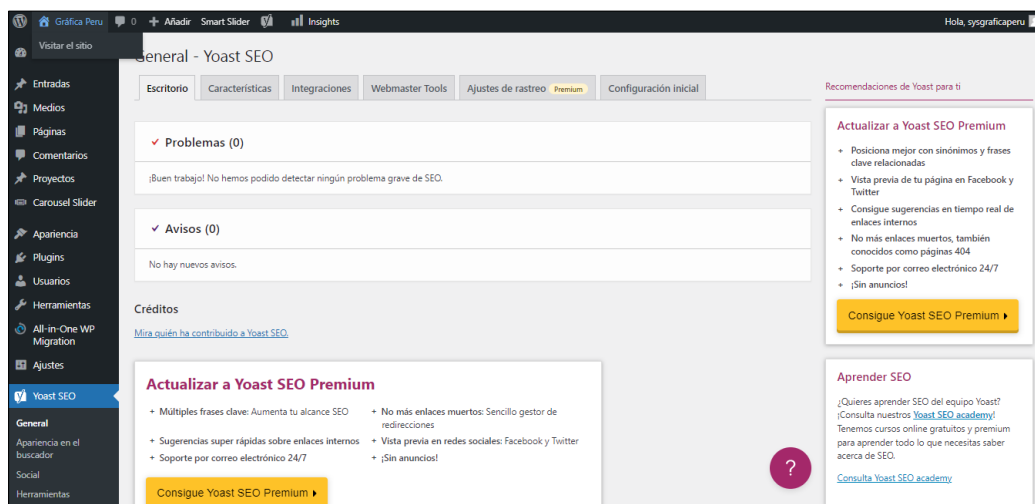 Gráfica Peru 0 Añadir Smart Slider Insights Hola, sysgraficaperu
Visitar el sitio
Entradas
Medios
Páginas
Comentarios
Proyectos
Carousel Slider
Apariencia
Plugins
Usuarios
Herramientas
All-in-One WP
Migration
Ajustes
Yoast SEO
General
Apariencia en el
buscador
Social
Herramientas
General - Yoast SEO
Escritorio Características Integraciones Webmaster Tools Ajustes de rastreo Premium Configuración inicial
Problemas (0)
¡Buen trabajo! No hemos podido detectar ningún problema grave de SEO.
Avisos (0)
No hay nuevos avisos.
Créditos
Mira quién ha contribuido a Yoast SEO.
Actualizar a Yoast SEO Premium
+ Múltiples frases clave: Aumenta tu alcance SEO
+ Sugerencias super rápidas sobre enlaces internos
+ Soporte por correo electrónico 24/7
+ No más enlaces muertos: Sencillo gestor de
redirecciones
+ Vista previa en redes sociales: Facebook y Twitter
+ ¡Sin anuncios!
Consigue Yoast SEO Premium
Recomendaciones de Yoast para ti
Actualizar a Yoast SEO Premium
+ Posiciona mejor con sinónimos y frases
clave relacionadas
+ Vista previa de tu página en Facebook y
Twitter
+ Consigue sugerencias en tiempo real de
enlaces internos
+ No más enlaces muertos, también
conocidos como páginas 404
+ Soporte por correo electrónico 24/7
+ ¡Sin anuncios!
Consigue Yoast SEO Premium
Aprender SEO
¿Quieres aprender SEO del equipo Yoast?
¡Consulta nuestros Yoast SEO academy!
Tenemos cursos online gratuitos y premium
para aprender todo lo que necesitas saber
acerca de SEO.
Consulta Yoast SEO academy
?